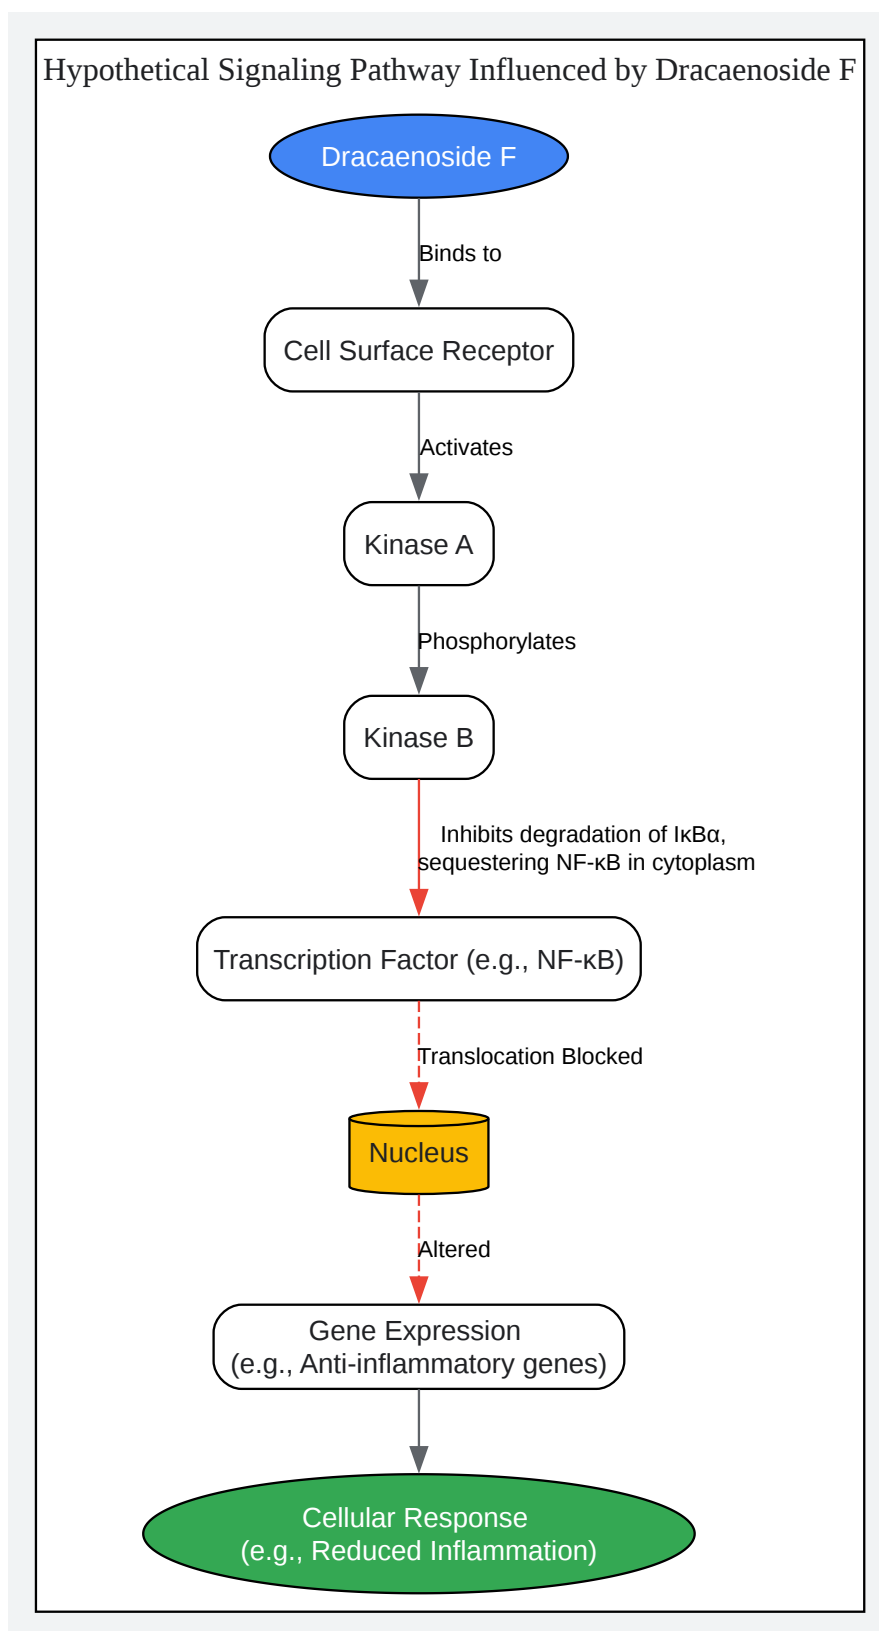 Hypothetical Signaling Pathway Influenced by Dracaenoside F
Dracaenoside F
Binds to
Cell Surface Receptor
Activates
Kinase A
Phosphorylates
Kinase B
Inhibits degradation of IκBα,
sequestering NF-κB in cytoplasm
Transcription Factor (e.g., NF-κB)
Translocation Blocked
Nucleus
Altered
Gene Expression
(e.g., Anti-inflammatory genes)
Cellular Response
(e.g., Reduced Inflammation)